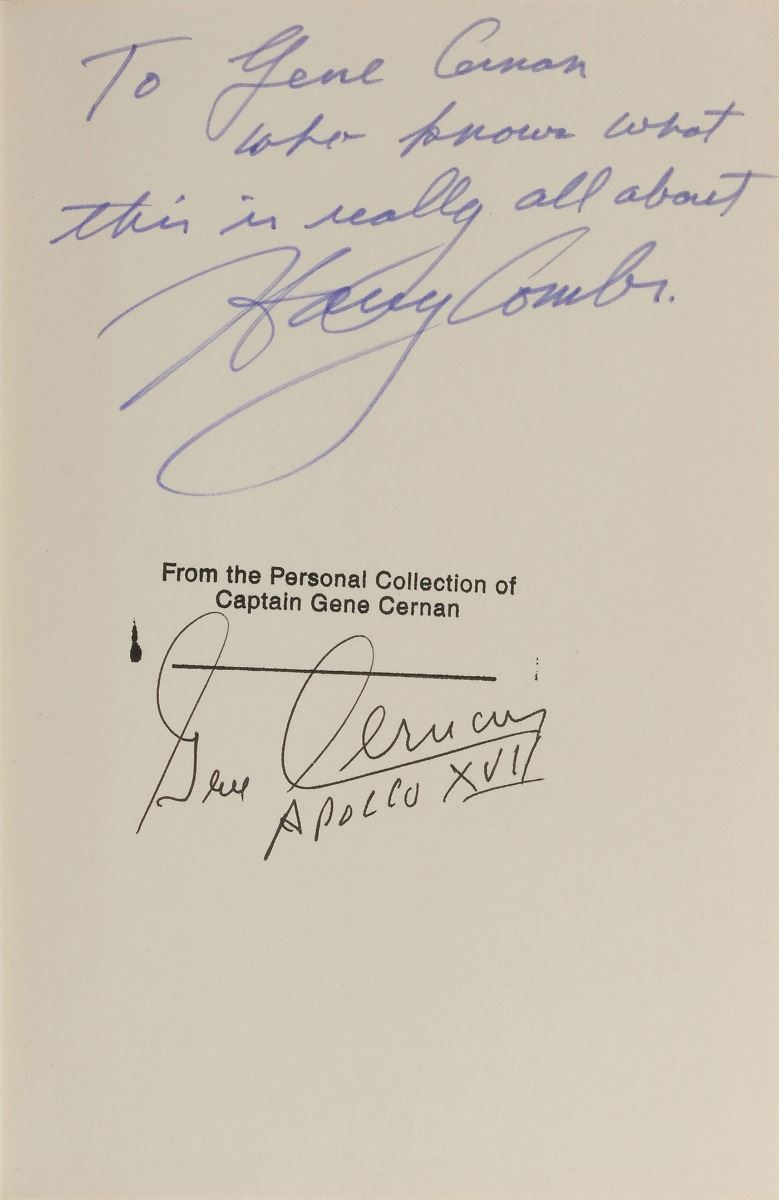 To Gene Cernan
who knows what
this is really all about
Harry Combs.
From the Personal Collection of
Captain Gene Cernan
Gene Cernan
APOLLO XVII